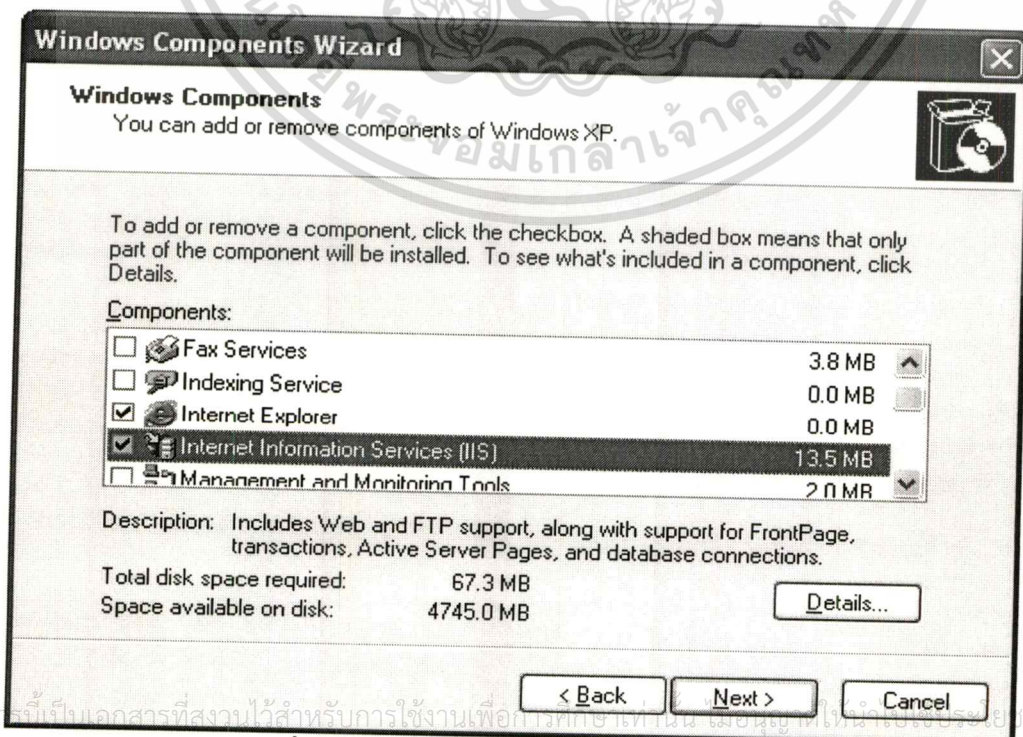 Windows Components Wizard
Windows Components
You can add or remove components of Windows XP.
To add or remove a component, click the checkbox. A shaded box means that only
part of the component will be installed. To see what's included in a component, click
Details.
Components:
Fax Services 3.8 MB
Indexing Service 0.0 MB
Internet Explorer 0.0 MB
Internet Information Services (IIS) 13.5 MB
Management and Monitoring Tools 2.0 MB
Description: Includes Web and FTP support, along with support for FrontPage,
transactions, Active Server Pages, and database connections.
Total disk space required: 67.3 MB
Space available on disk: 4745.0 MB
Details...
< Back Next > Cancel